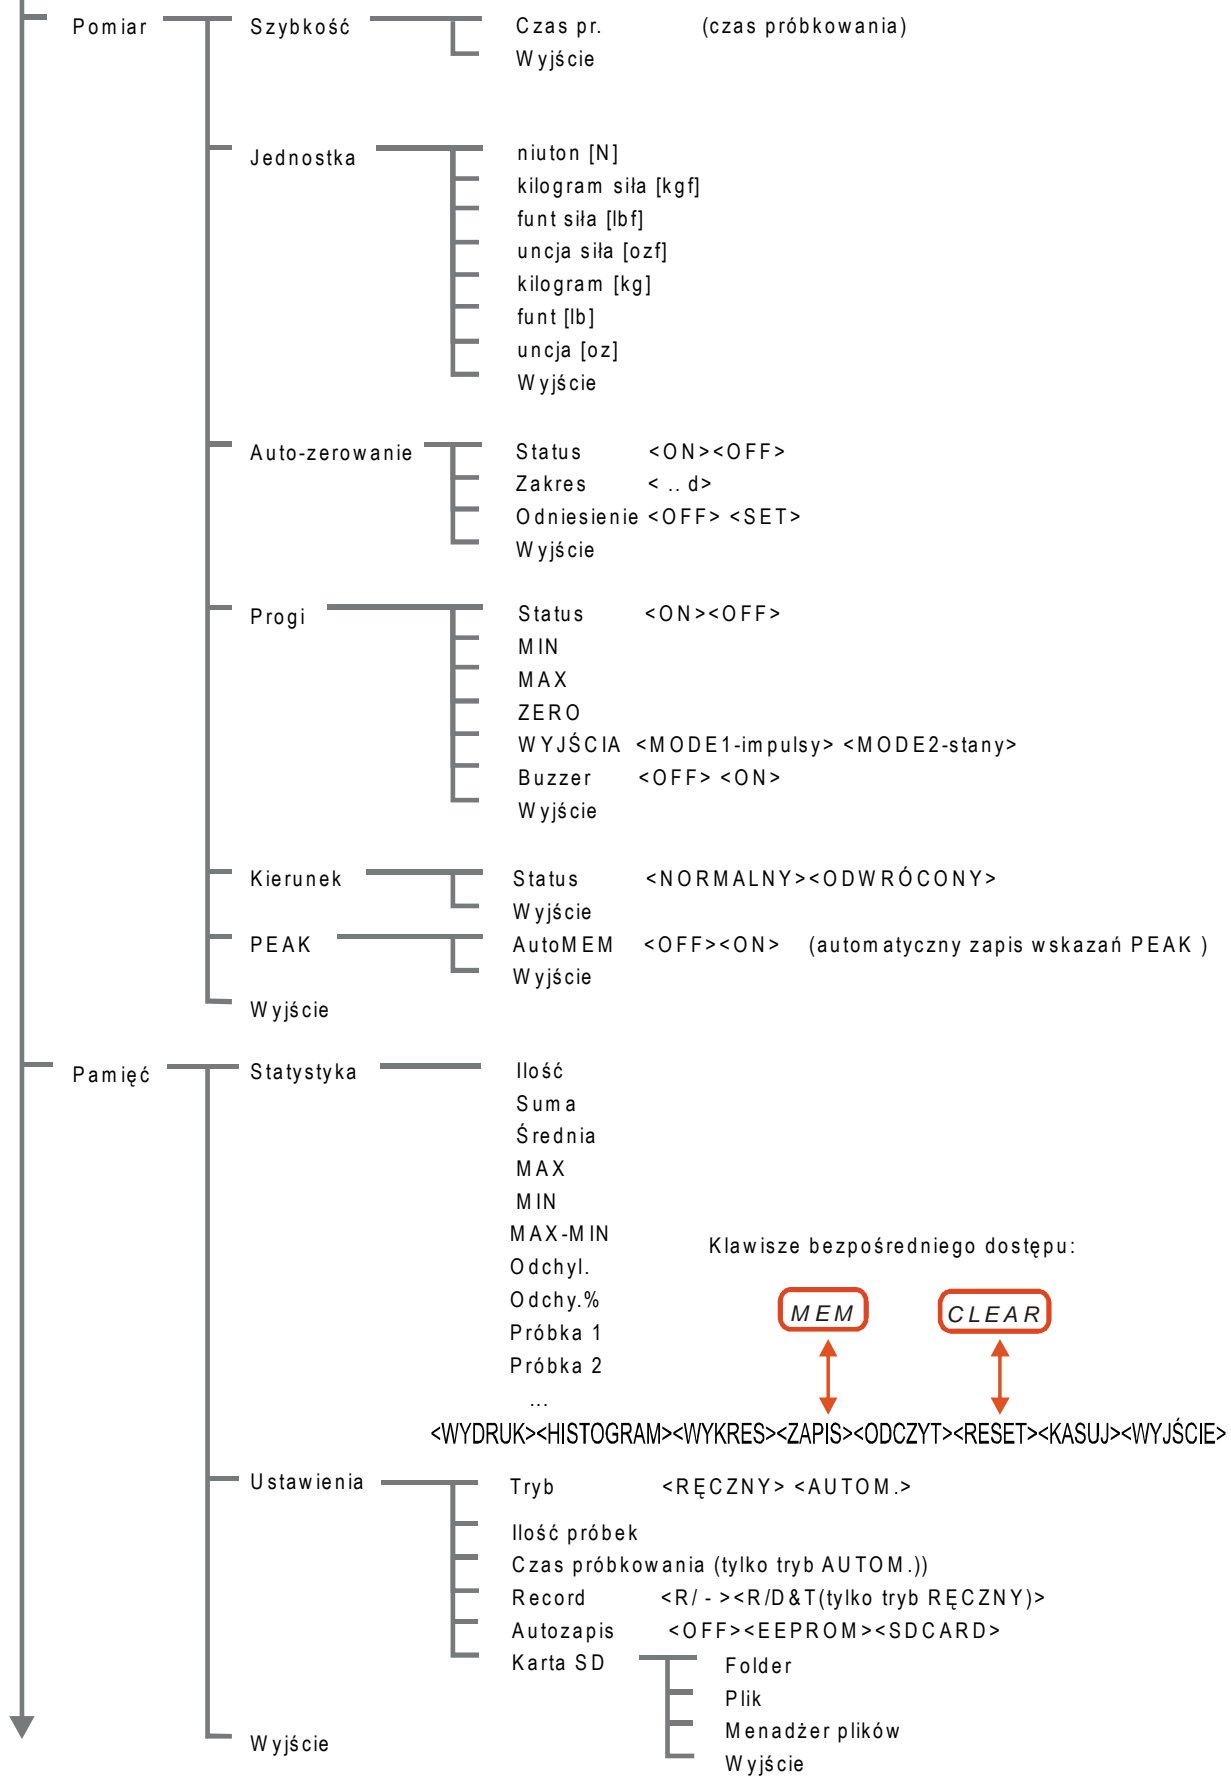 Pomiar Szybkość Czas pr. (czas próbkowania)
Wyjście
Jednostka niuton [N]
kilogram siła [kgf]
funt siła [lbf]
uncja siła [ozf]
kilogram [kg]
funt [lb]
uncja [oz]
Wyjście
Auto-zerowanie Status <ON><OFF>
Zakres < .. d>
Odniesienie <OFF> <SET>
Wyjście
Progi Status <ON><OFF>
MIN
MAX
ZERO
WYJŚCIA <MODE1-impulsy> <MODE2-stany>
Buzzer <OFF> <ON>
Wyjście
Kierunek Status <NORMALNY><ODWRÓCONY>
Wyjście
PEAK AutoMEM <OFF><ON> (automatyczny zapis wskazań PEAK )
Wyjście
Wyjście
Pamięć Statystyka Ilość
Suma
Średnia
MAX
MIN
MAX-MIN
Klawisze bezpośredniego dostępu:
Odchyl.
Odchy.%
MEM CLEAR
Próbka 1
Próbka 2
...
<WYDRUK><HISTOGRAM><WYKRES><ZAPIS><ODCZYT><RESET><KASUJ><WYJŚCIE>
Ustawienia Tryb <RĘCZNY> <AUTOM.>
Ilość próbek
Czas próbkowania (tylko tryb AUTOM.))
Record <R/ - ><R/D&T(tylko tryb RĘCZNY)>
Autozapis <OFF><EEPROM><SDCARD>
Karta SD Folder
Plik
Menadżer plików
Wyjście
Wyjście